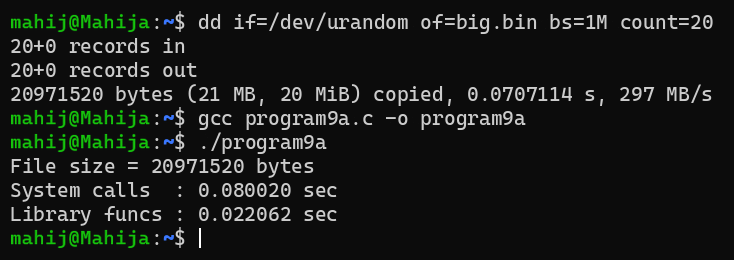 mahij@Mahija:~$ dd if=/dev/urandom of=big.bin bs=1M count=20
20+0 records in
20+0 records out
20971520 bytes (21 MB, 20 MiB) copied, 0.0707114 s, 297 MB/s
mahij@Mahija:~$ gcc program9a.c -o program9a
mahij@Mahija:~$ ./program9a
File size = 20971520 bytes
System calls  : 0.080020 sec
Library funcs : 0.022062 sec
mahij@Mahija:~$